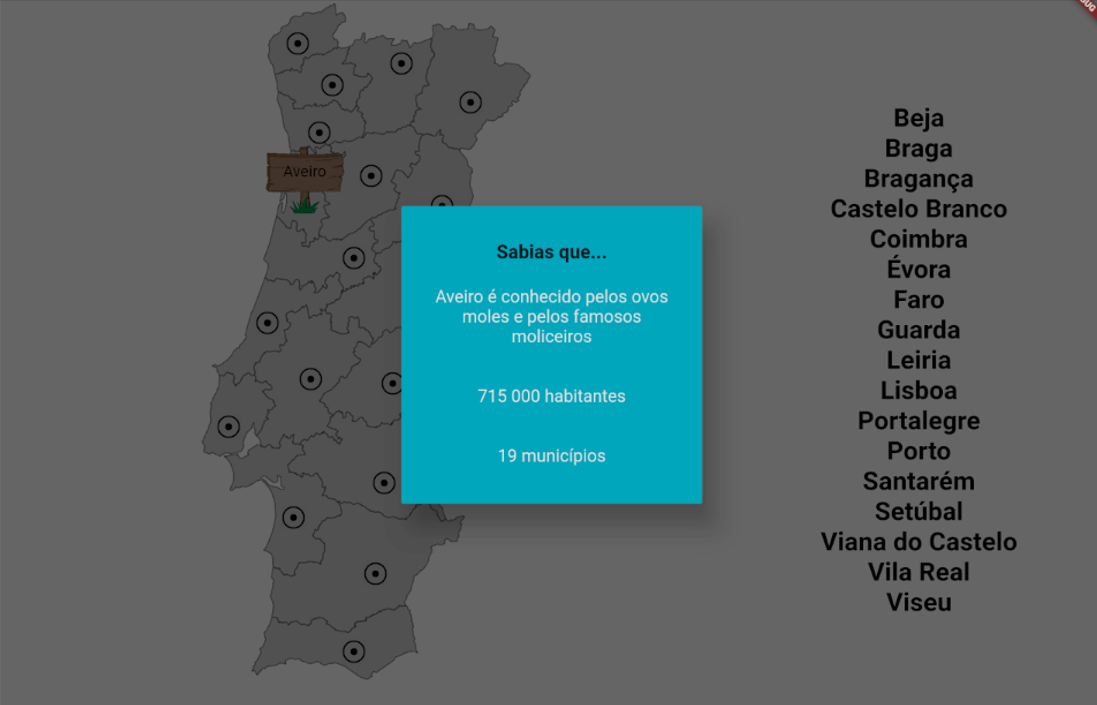 Aveiro
Sabias que...
Aveiro é conhecido pelos ovos
moles e pelos famosos
moliceiros
715 000 habitantes
19 municípios
Beja
Braga
Bragança
Castelo Branco
Coimbra
Évora
Faro
Guarda
Leiria
Lisboa
Portalegre
Porto
Santarém
Setúbal
Viana do Castelo
Vila Real
Viseu